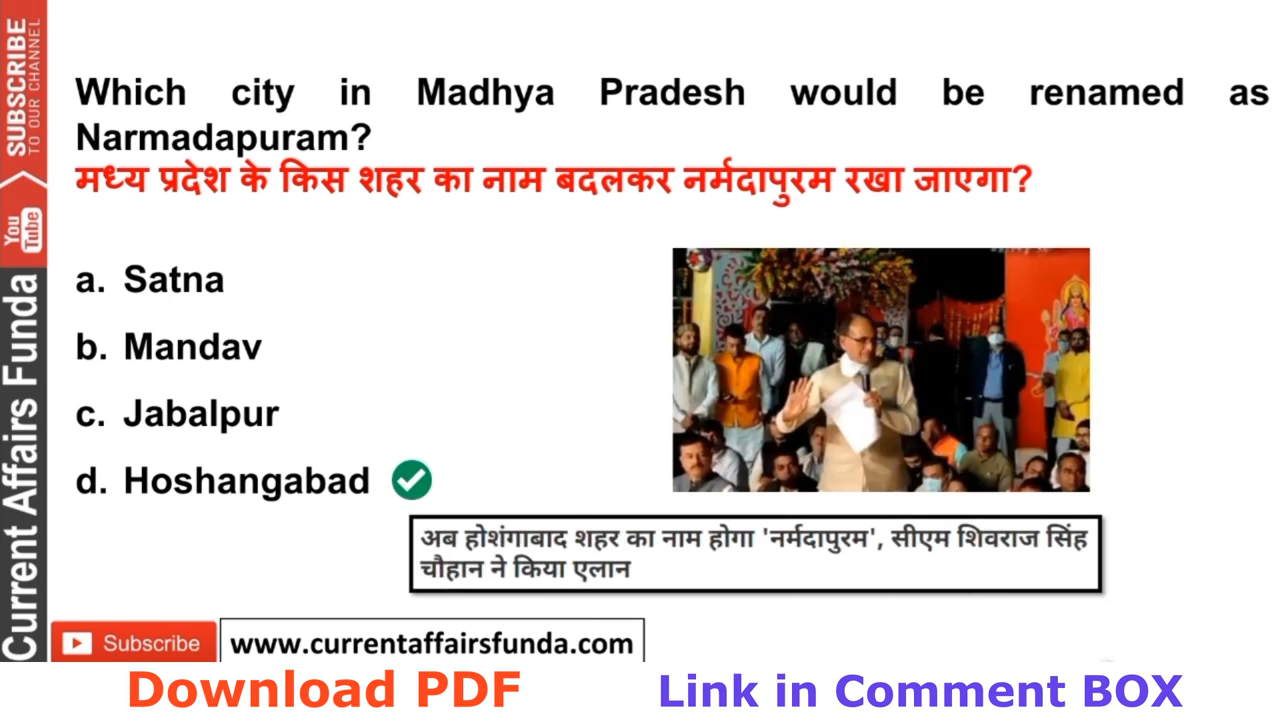 SUBSCRIBE
TO OUR CHANNEL
You
Tube
Current Affairs Funda
Which city in Madhya Pradesh would be renamed as
Narmadapuram?
मध्य प्रदेश के किस शहर का नाम बदलकर नर्मदापुरम रखा जाएगा?
a. Satna
b. Mandav
c. Jabalpur
d. Hoshangabad
अब होशंगाबाद शहर का नाम होगा 'नर्मदापुरम', सीएम शिवराज सिंह
चौहान ने किया एलान
Subscribe
www.currentaffairsfunda.com
Download PDF
Link in Comment BOX